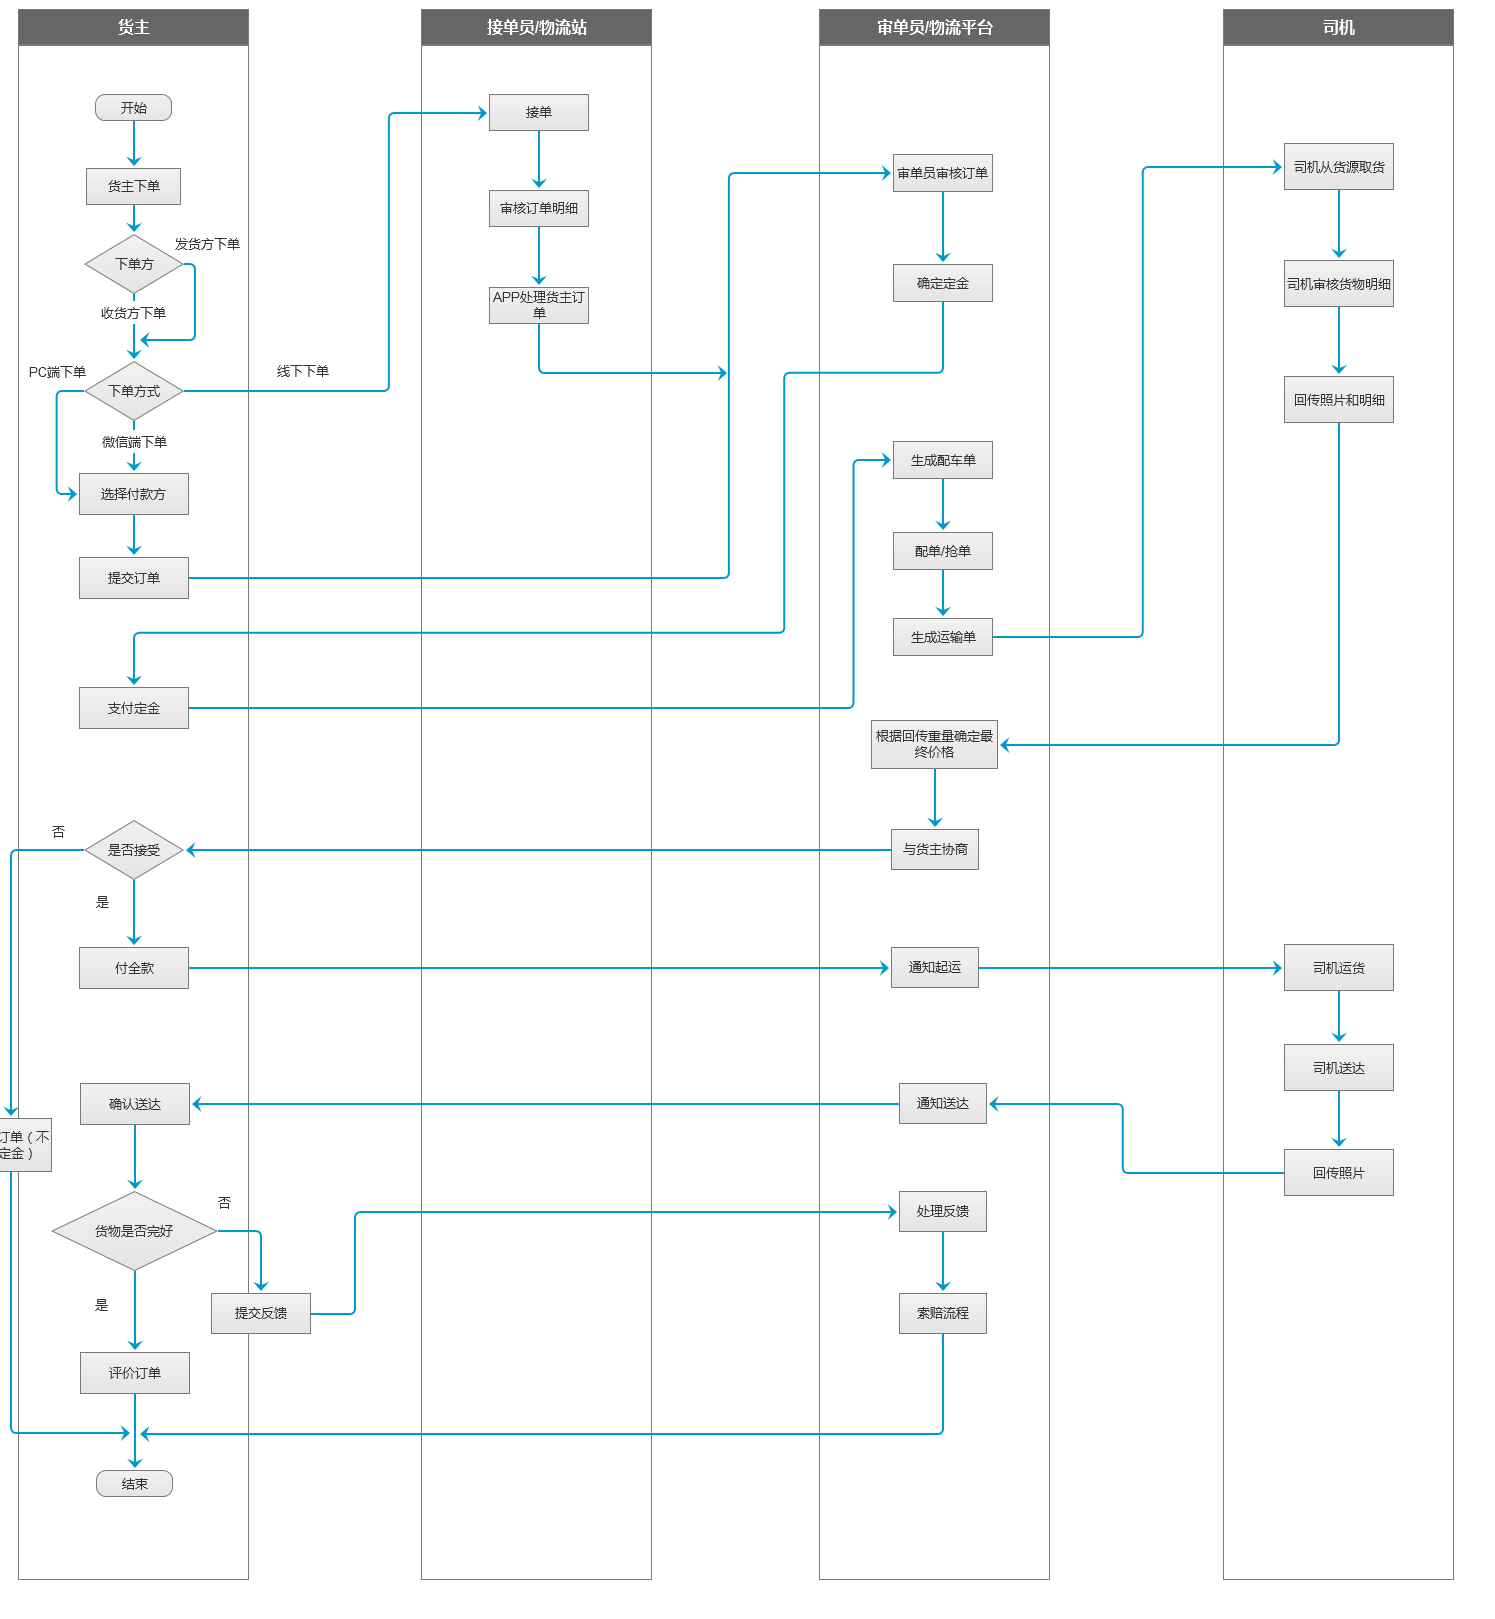 货主
接单员/物流站
审单员/物流平台
司机
开始
货主下单
下单方
发货方下单
收货方下单
PC端下单
下单方式
线下下单
微信端下单
选择付款方
提交订单
支付定金
否
是否接受
是
付全款
确认送达
订单（不
定金）
货物是否完好
否
是
提交反馈
评价订单
结束
接单
审核订单明细
APP处理货主订
单
审单员审核订单
确定定金
生成配车单
配单/抢单
生成运输单
根据回传重量确定最
终价格
与货主协商
通知起运
通知送达
处理反馈
索赔流程
司机从货源取货
司机审核货物明细
回传照片和明细
司机运货
司机送达
回传照片